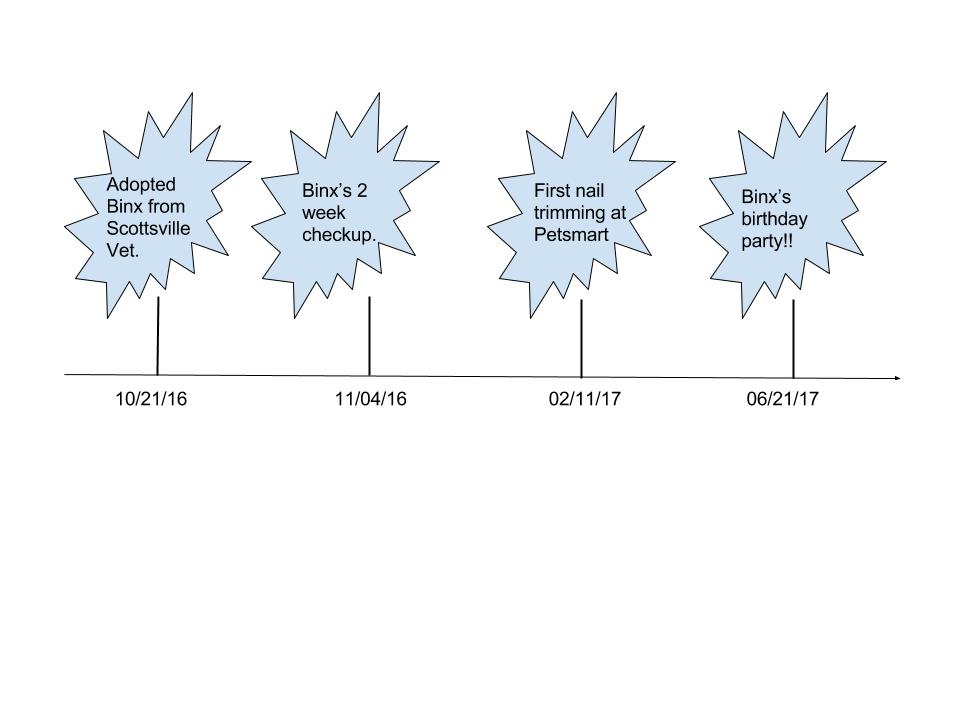 Adopted
Binx from
Scottsville
Vet.
Binx’s 2
week
checkup.
First nail
trimming at
Petsmart
Binx’s
birthday
party!!
10/21/16
11/04/16
02/11/17
06/21/17